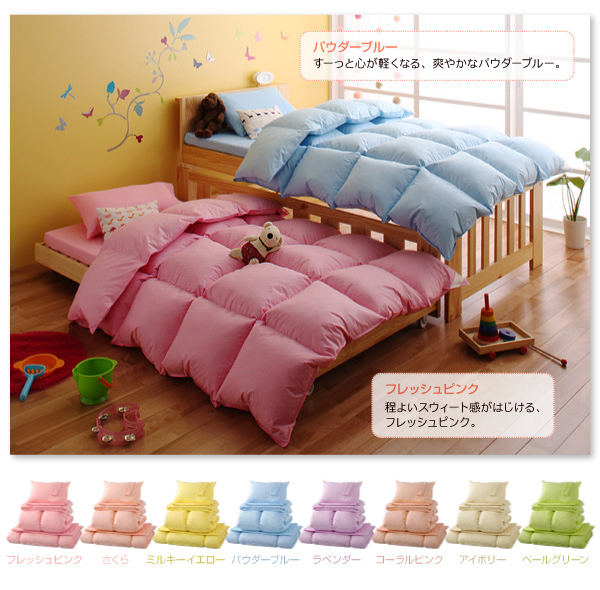 パウダーブルー
すーっと心が軽くなる、爽やかなパウダーブルー。
フレッシュピンク
程よいスウィート感がはじける、
フレッシュピンク。
フレッシュピンク さくら ミルキーイエロー パウダーブルー ラベンダー コーラルピンク アイボリー ペールグリーン